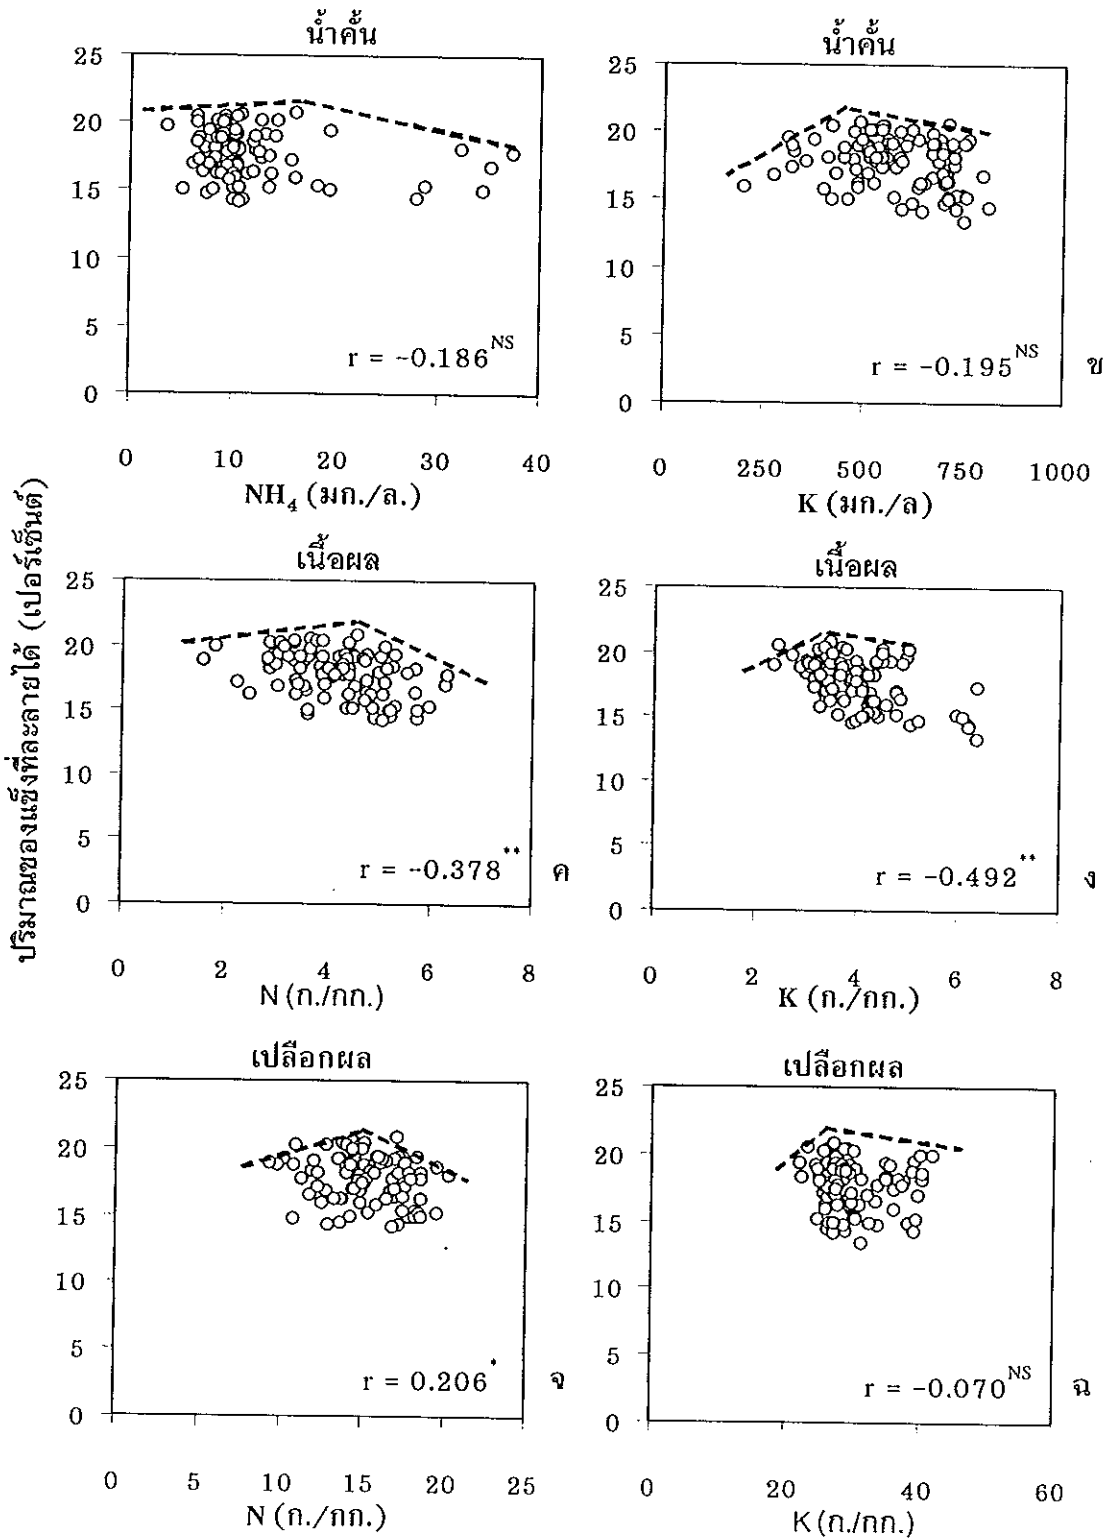 น้ำคั้น
25
20
15
10
5
0
r = -0.186 NS
0 10 20 30 40
NH4 (มก./ล.)
น้ำคั้น
25
20
15
10
5
0
r = -0.195 NS
ข
0 250 500 750 1000
K (มก./ล)
ปริมาณของแข็งที่ละลายได้ (เปอร์เซ็นต์)
เนื้อผล
25
20
15
10
5
0
r = -0.378 **
ค
0 2 4 6 8
N (ก./กก.)
เนื้อผล
25
20
15
10
5
0
r = -0.492 **
ง
0 2 4 6 8
K (ก./กก.)
เปลือกผล
25
20
15
10
5
0
r = 0.206 *
จ
0 5 10 15 20 25
N (ก./กก.)
เปลือกผล
25
20
15
10
5
0
r = -0.070 NS
ฉ
0 20 40 60
K (ก./กก.)